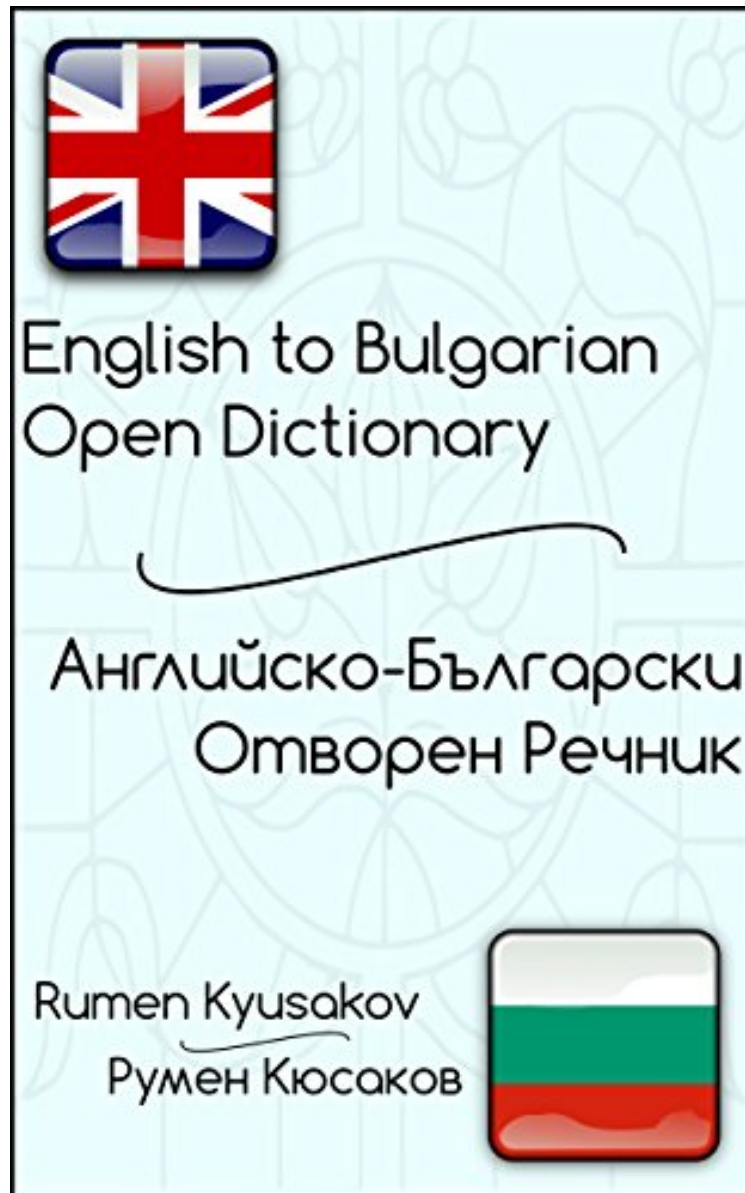 English to Bulgarian
Open Dictionary
Английско-Български
Отворен Речник
Rumen Kyusakov
Румен Кюсаков